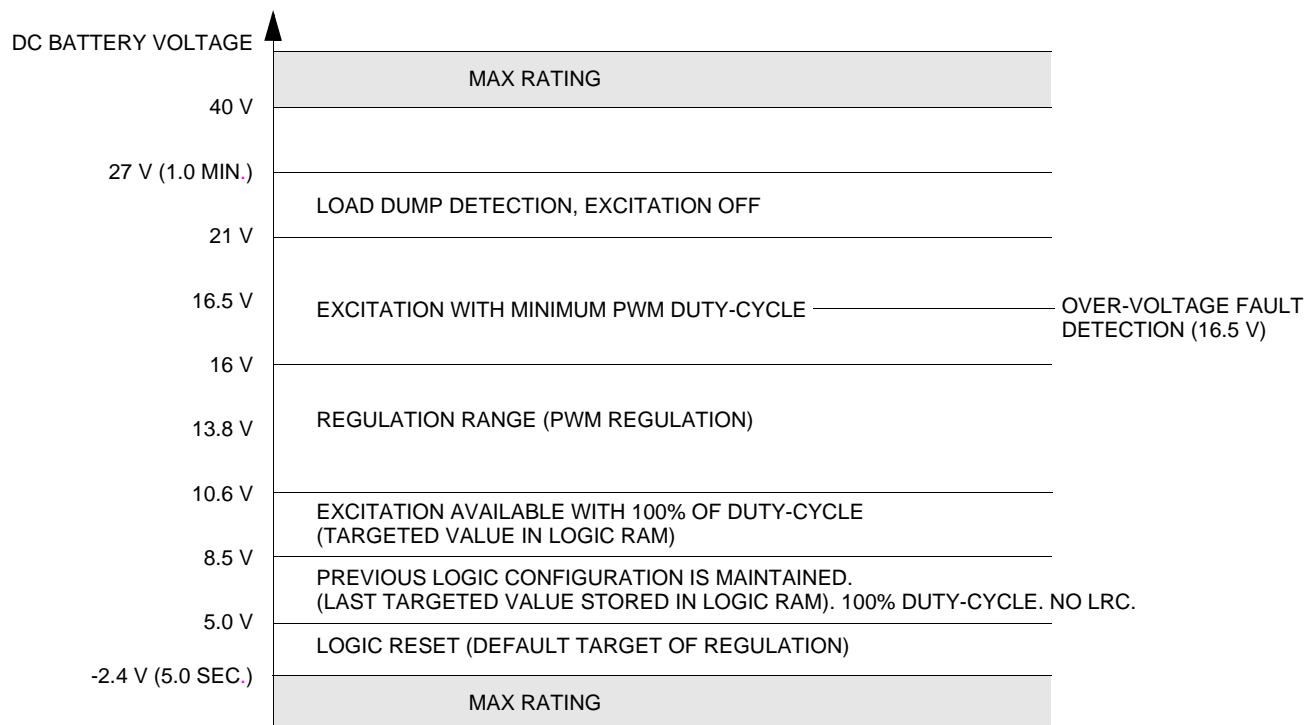 DC BATTERY VOLTAGE
MAX RATING
40 V
27 V (1.0 MIN.)
LOAD DUMP DETECTION, EXCITATION OFF
21 V
16.5 V
EXCITATION WITH MINIMUM PWM DUTY-CYCLE
OVER-VOLTAGE FAULT
DETECTION (16.5 V)
16 V
REGULATION RANGE (PWM REGULATION)
13.8 V
10.6 V
EXCITATION AVAILABLE WITH 100% OF DUTY-CYCLE
(TARGETED VALUE IN LOGIC RAM)
8.5 V
PREVIOUS LOGIC CONFIGURATION IS MAINTAINED.
(LAST TARGETED VALUE STORED IN LOGIC RAM). 100% DUTY-CYCLE. NO LRC.
5.0 V
LOGIC RESET (DEFAULT TARGET OF REGULATION)
-2.4 V (5.0 SEC.)
MAX RATING